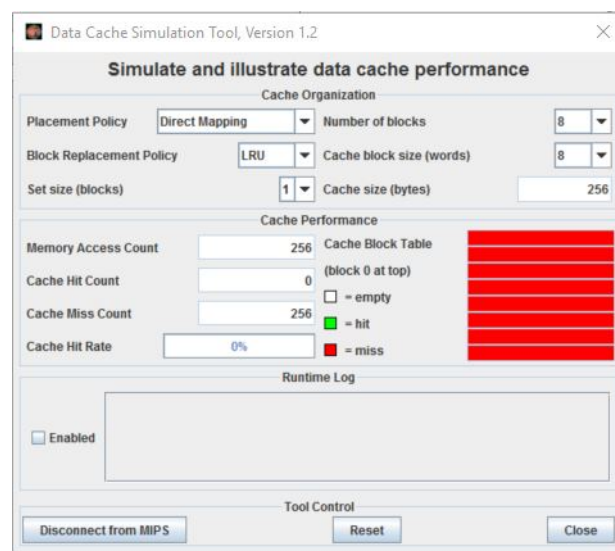 Data Cache Simulation Tool, Version 1.2
Simulate and illustrate data cache performance
Cache Organization
Placement Policy Direct Mapping Number of blocks 8
Block Replacement Policy LRU Cache block size (words) 8
Set size (blocks) 1 Cache size (bytes) 256
Cache Performance
Memory Access Count 256 Cache Block Table
(block 0 at top)
Cache Hit Count 0
= empty
Cache Miss Count 256
= hit
Cache Hit Rate 0% = miss
Runtime Log
Enabled
Tool Control
Disconnect from MIPS Reset Close